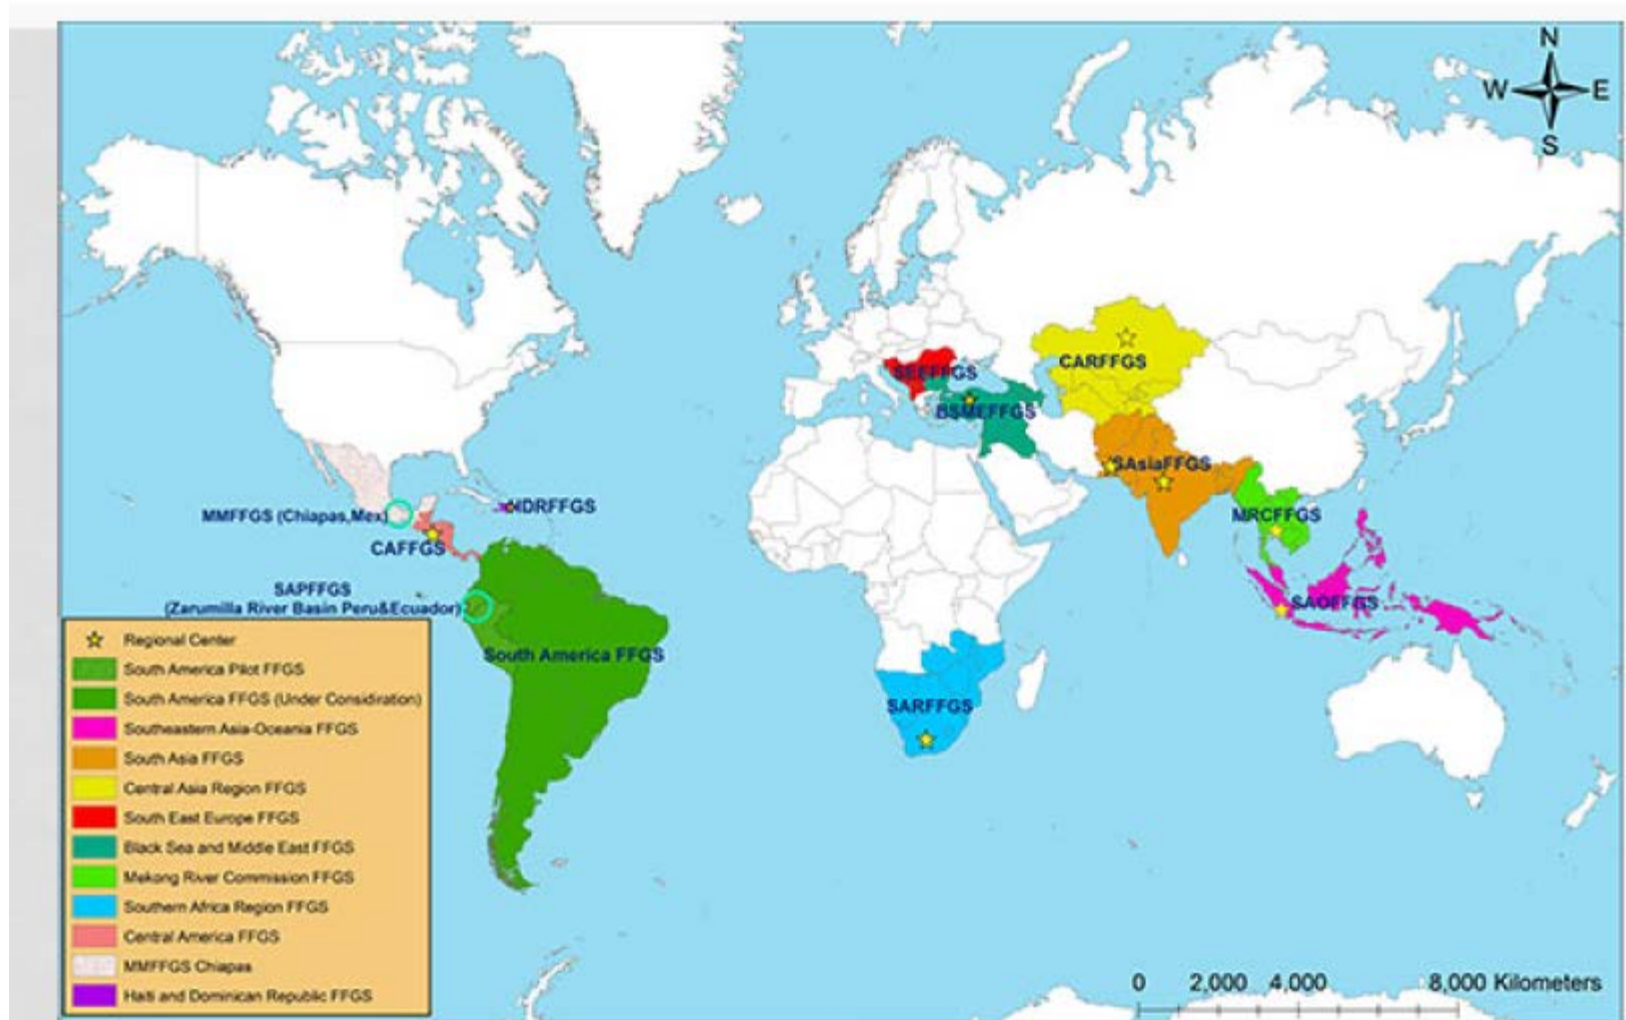 N
W E
S
CARFFGS
SEEFFGS
BSMEFFGS
SAsiaFFGS
HDRFFGS
MMFFGS (Chiapas,Mex)
MRCFFGS
CAFFGS
SAPFFGS
(Zarumilla River Basin Peru&Ecuador)
SAOFFGS
South America FFGS
SARFFGS
Regional Center
South America Pilot FFGS
South America FFGS (Under Considiration)
Southeastern Asia-Oceania FFGS
South Asia FFGS
Central Asia Region FFGS
South East Europe FFGS
Black Sea and Middle East FFGS
Mekong River Commission FFGS
Southern Africa Region FFGS
Central America FFGS
MMFFGS Chiapas
Haiti and Dominican Republic FFGS
0 2,000 4,000 8,000 Kilometers